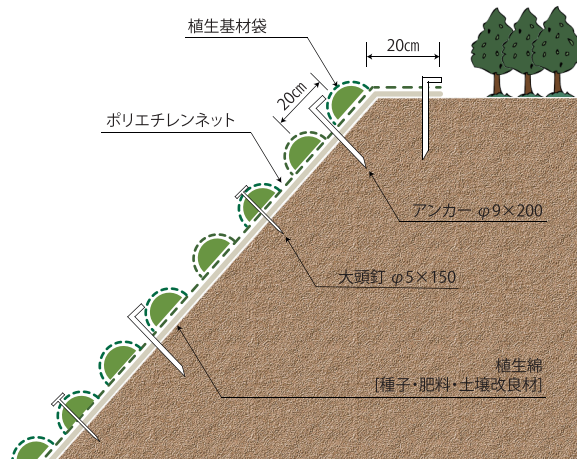 植生基材袋
20㎝
20㎝
ポリエチレンネット
アンカー φ9×200
大頭釘 φ5×150
植生綿
[種子・肥料・土壌改良材]